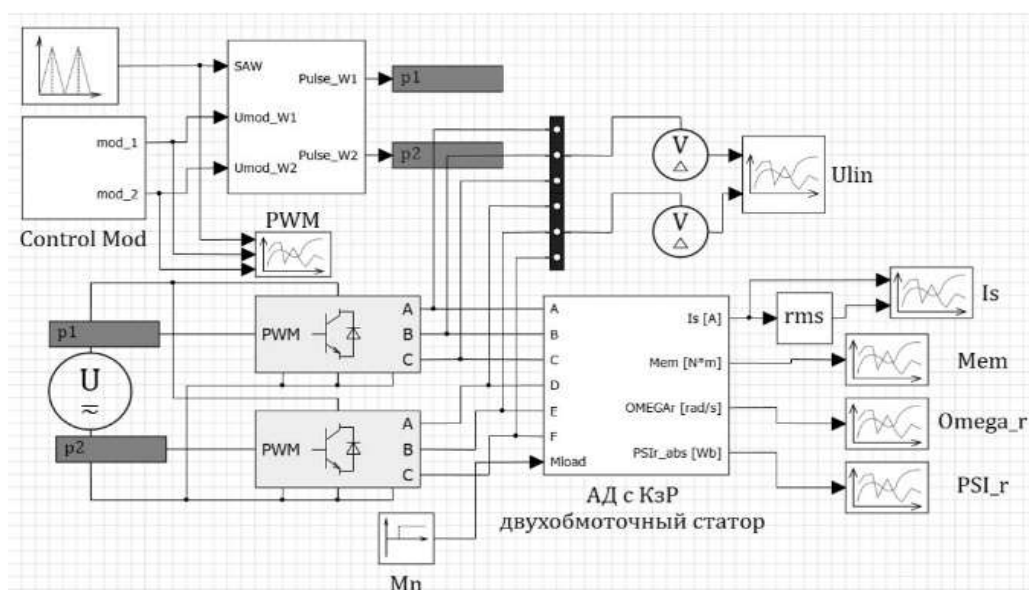 SAW
Pulse_W1
p1
Umod_W1
mod_1
Pulse_W2
p2
Umod_W2
mod_2
Control Mod
PWM
V
Ulin
V
p1
PWM
A
B
C
U
p2
PWM
A
B
C
A
B
C
D
E
F
Mload
Is [A]
Mem [N*m]
OMEGAr [rad/s]
PSIr_abs [Wb]
rms
Is
Mem
Omega_r
PSI_r
АД с КзР
двухобмоточный статор
Mn